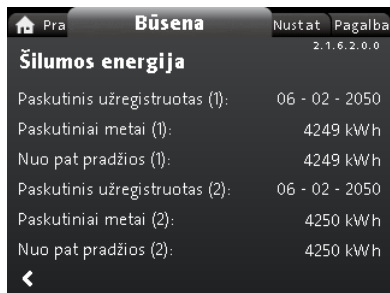 Pra Būsena Nustat Pagalba
2.1.6.2.0.0
Šilumos energija
Paskutinis užregistruotas (1): 06 - 02 - 2050
Paskutiniai metai (1): 4249 kWh
Nuo pat pradžios (1): 4249 kWh
Paskutinis užregistruotas (2): 06 - 02 - 2050
Paskutiniai metai (2): 4250 kWh
Nuo pat pradžios (2): 4250 kWh